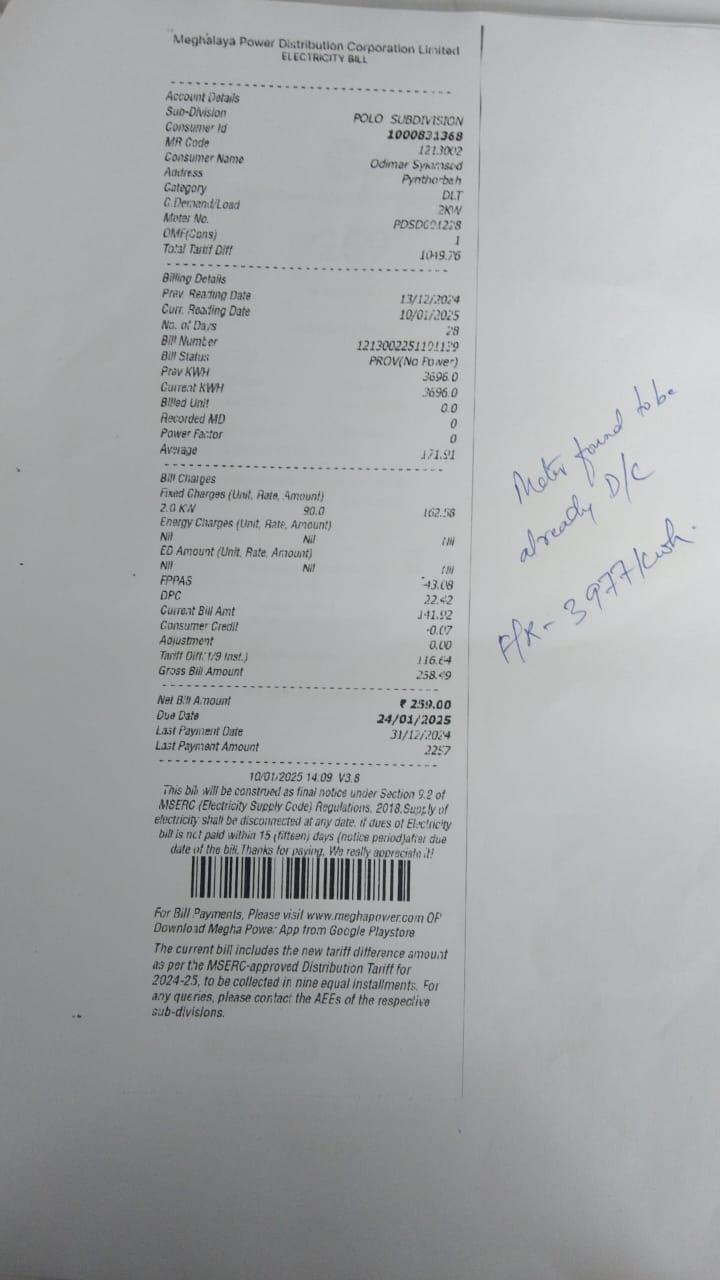 Meghalaya Power Distribution Corporation Limited
ELECTRICITY BILL
Account Details
Sub-Division POLO SUBDIVISION
Consumer Id 1000831368
MR Code 1213002
Consumer Name Odimar
Address Pynthorbah
Category DLT
C.Demand/Load 2KW
Meter No.
OMF(Cons) 1
Total Tariff Diff 1049.76
Billing Details
Prev. Reading Date 13/12/2024
Curr. Reading Date 10/01/2025
No. of Days 28
Bill Number
Bill Status PROV(No Power)
Prev KWH 3696.0
Current KWH 3696.0
Billed Unit 0.0
Recorded MD 0
Power Factor 0
Average 171.91
Bill Charges
Fixed Charges (Unit, Rate, Amount)
2.0 KW 90.0 162.58
Energy Charges (Unit, Rate, Amount)
Nil Nil Nil
ED Amount (Unit, Rate, Amount)
Nil Nil Nil
FPPAS -43.08
DPC 22.42
Current Bill Amt 141.92
Consumer Credit -0.07
Adjustment 0.00
Tariff Diff.(1/9 Inst.) 116.64
Gross Bill Amount 258.49
Net Bill Amount ₹ 259.00
Due Date 24/01/2025
Last Payment Date 31/12/2024
Last Payment Amount 2257
10/01/2025 14:09 V3.8
This bill will be construed as final notice under Section 9.2 of
MSERC (Electricity Supply Code) Regulations, 2018.Supply of
electricity shall be disconnected at any date, if dues of Electricity
bill is not paid within 15 (fifteen) days (notice period)after due
date of the bill.Thanks for paying, We really appreciate it!
For Bill Payments, Please visit www.meghapower.com OR
Download Megha Power App from Google Playstore
The current bill includes the new tariff difference amount
as per the MSERC-approved Distribution Tariff for
2024-25, to be collected in nine equal installments. For
any queries, please contact the AEEs of the respective
sub-divisions.
Meter found to be
already D/C
F/R - 3977/kwh.